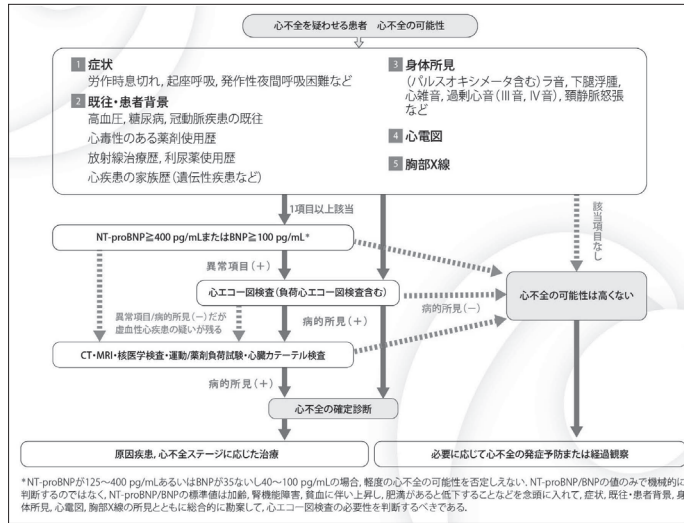 心不全を疑わせる患者　心不全の可能性
1 症状
労作時息切れ, 起座呼吸, 発作性夜間呼吸困難など
2 既往・患者背景
高血圧, 糖尿病, 冠動脈疾患の既往
心毒性のある薬剤使用歴
放射線治療歴, 利尿薬使用歴
心疾患の家族歴（遺伝性疾患など）
3 身体所見
（パルスオキシメータ含む）ラ音, 下腿浮腫,
心雑音, 過剰心音（Ⅲ音, Ⅳ音）, 頸静脈怒張
など
4 心電図
5 胸部X線
1項目以上該当
該当項目なし
NT-proBNP≧400 pg/mLまたはBNP≧100 pg/mL*
異常項目（＋）
心エコー図検査（負荷心エコー図検査含む）
心不全の可能性は高くない
異常項目/病的所見（－）だが
虚血性心疾患の疑いが残る
病的所見（＋）
病的所見（－）
CT・MRI・核医学検査・運動/薬剤負荷試験・心臓カテーテル検査
病的所見（＋）
心不全の確定診断
原因疾患, 心不全ステージに応じた治療
必要に応じて心不全の発症予防または経過観察
*NT-proBNPが125〜400 pg/mLあるいはBNPが35ないし40〜100 pg/mLの場合, 軽度の心不全の可能性を否定しえない. NT-proBNP/BNPの値のみで機械的に
判断するのではなく, NT-proBNP/BNPの標準値は加齢, 腎機能障害, 貧血に伴い上昇し, 肥満があると低下することなどを念頭に入れて, 症状, 既往・患者背景, 身
体所見, 心電図, 胸部X線の所見とともに総合的に勘案して, 心エコー図検査の必要性を判断するべきである.